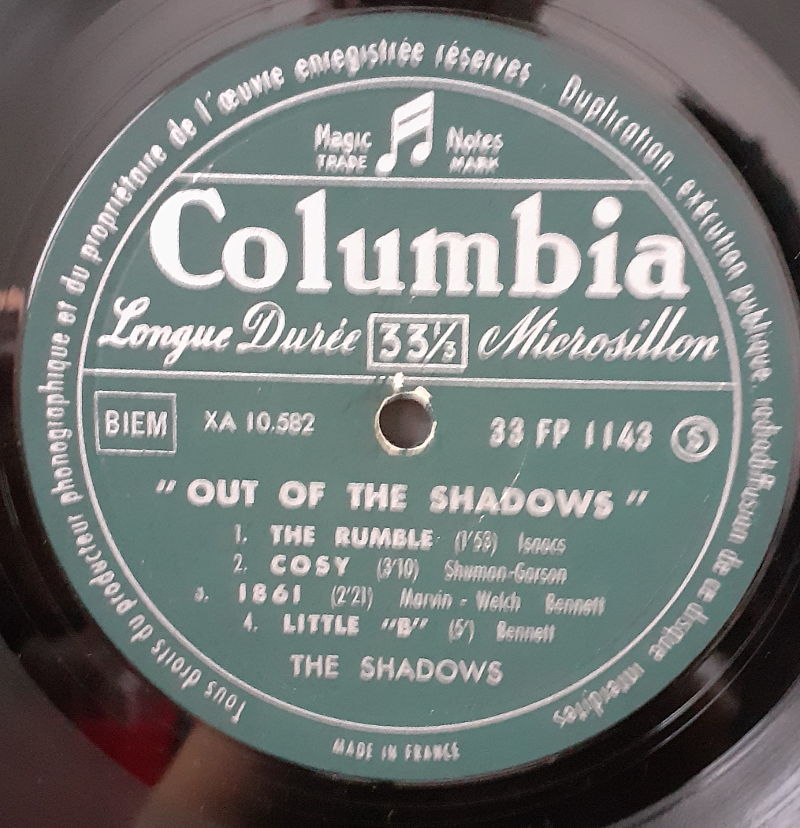 Tous droits du producteur phonographique et du propriétaire de l'œuvre enregistrée réserves
Duplication, exécution publique, radiodiffusion de ce disque interdites
Magic Notes
TRADE MARK
Columbia
Longue Durée 33 1/3 Microsillon
BIEM XA 10.582 33 FP 1143 S
" OUT OF THE SHADOWS "
1. THE RUMBLE (1'53) Isaacs
2. COSY (3'10) Shuman-Garson
3. 1861 (2'21) Marvin - Welch Bennett
4. LITTLE "B" (5') Bennett
THE SHADOWS
MADE IN FRANCE